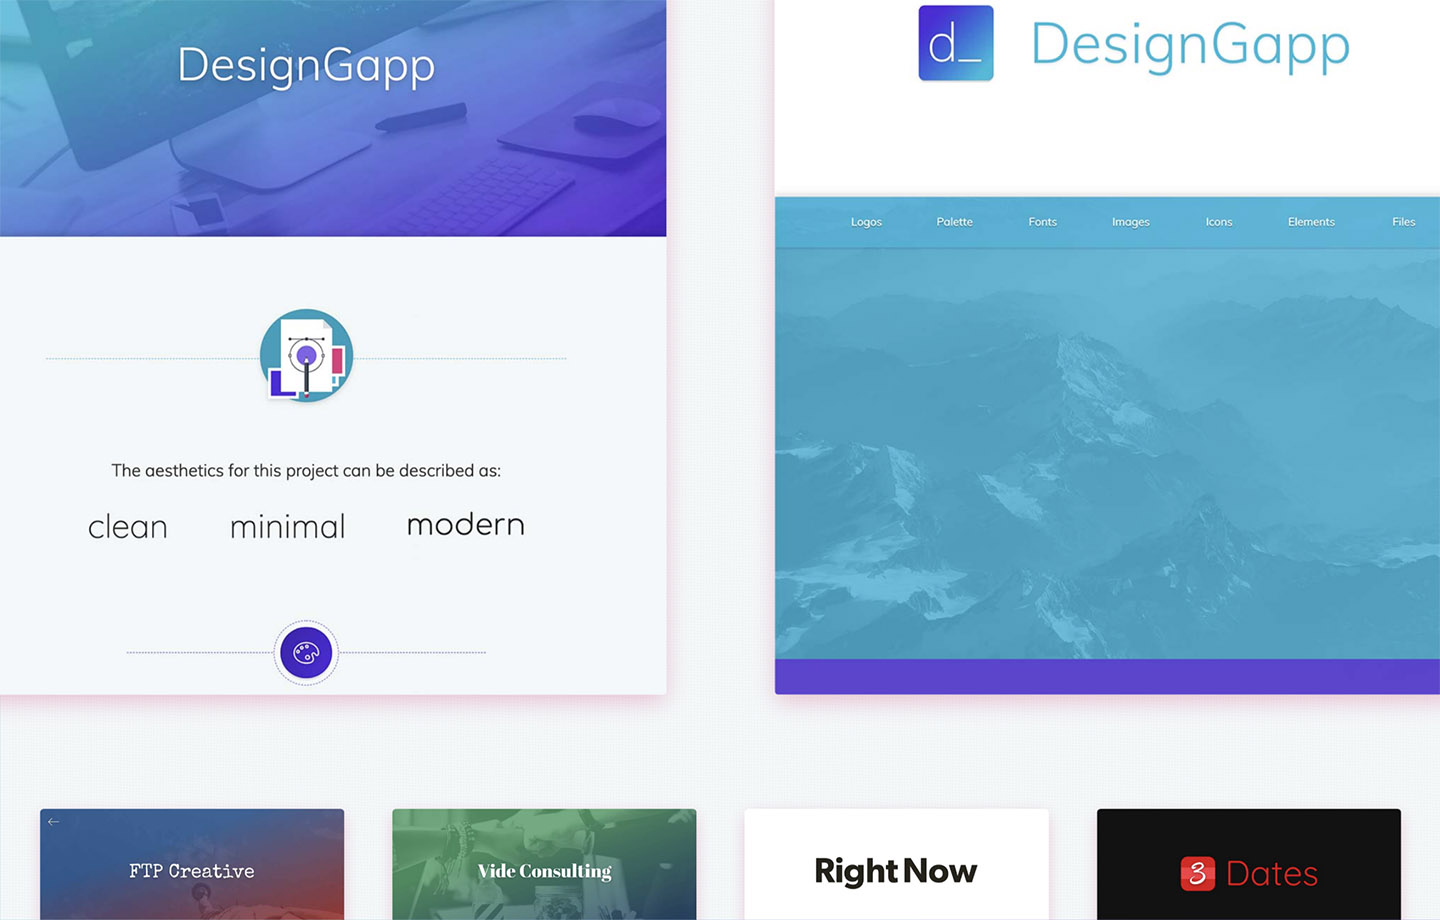 DesignGapp
The aesthetics for this project can be described as:
clean minimal modern
d_ DesignGapp
Logos Palette Fonts Images Icons Elements Files
FTP Creative
Vide Consulting
Right Now
3 Dates